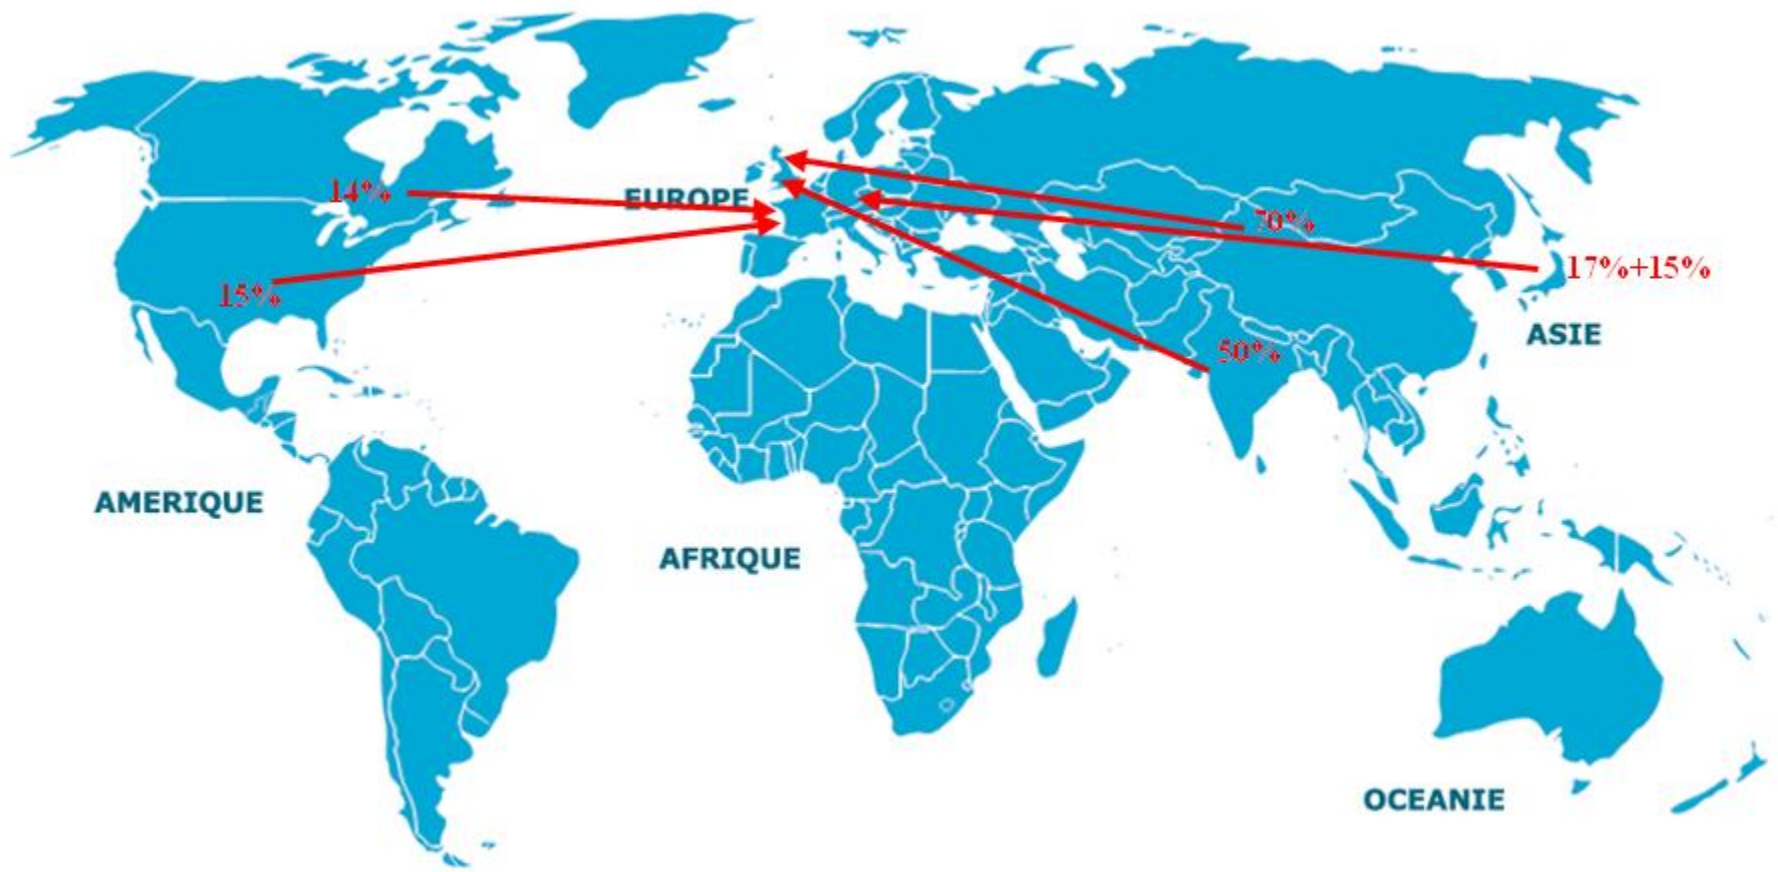 14%
EUROPE
70%
17%+15%
15%
ASIE
50%
AMERIQUE
AFRIQUE
OCEANIE